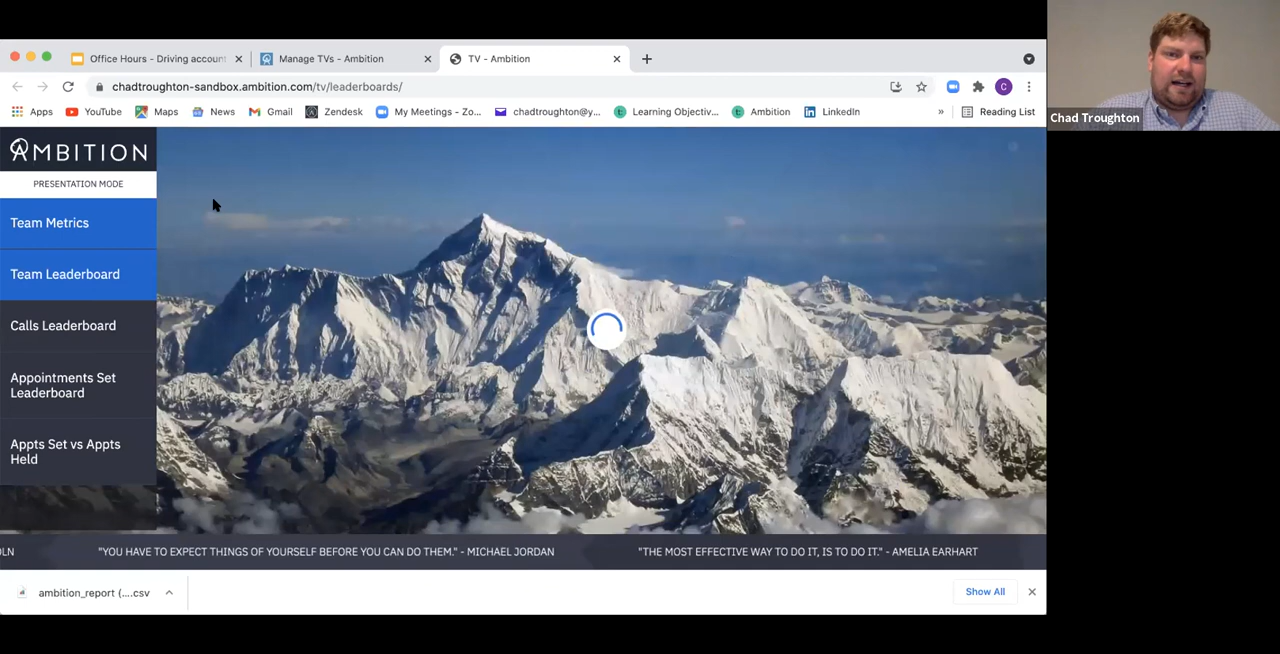 Office Hours - Driving accoun
Manage TVs - Ambition
TV - Ambition
chadtroughton-sandbox.ambition.com/tv/leaderboards/
C
Apps
YouTube
Maps
News
Gmail
Zendesk
My Meetings - Zo...
chadtroughton@y...
Learning Objectiv...
Ambition
LinkedIn
»
Reading List
Chad Troughton
AMBITION
PRESENTATION MODE
Team Metrics
Team Leaderboard
Calls Leaderboard
Appointments Set
Leaderboard
Appts Set vs Appts
Held
OLN "YOU HAVE TO EXPECT THINGS OF YOURSELF BEFORE YOU CAN DO THEM." - MICHAEL JORDAN "THE MOST EFFECTIVE WAY TO DO IT, IS TO DO IT." - AMELIA EARHART
ambition_report (....csv
Show All